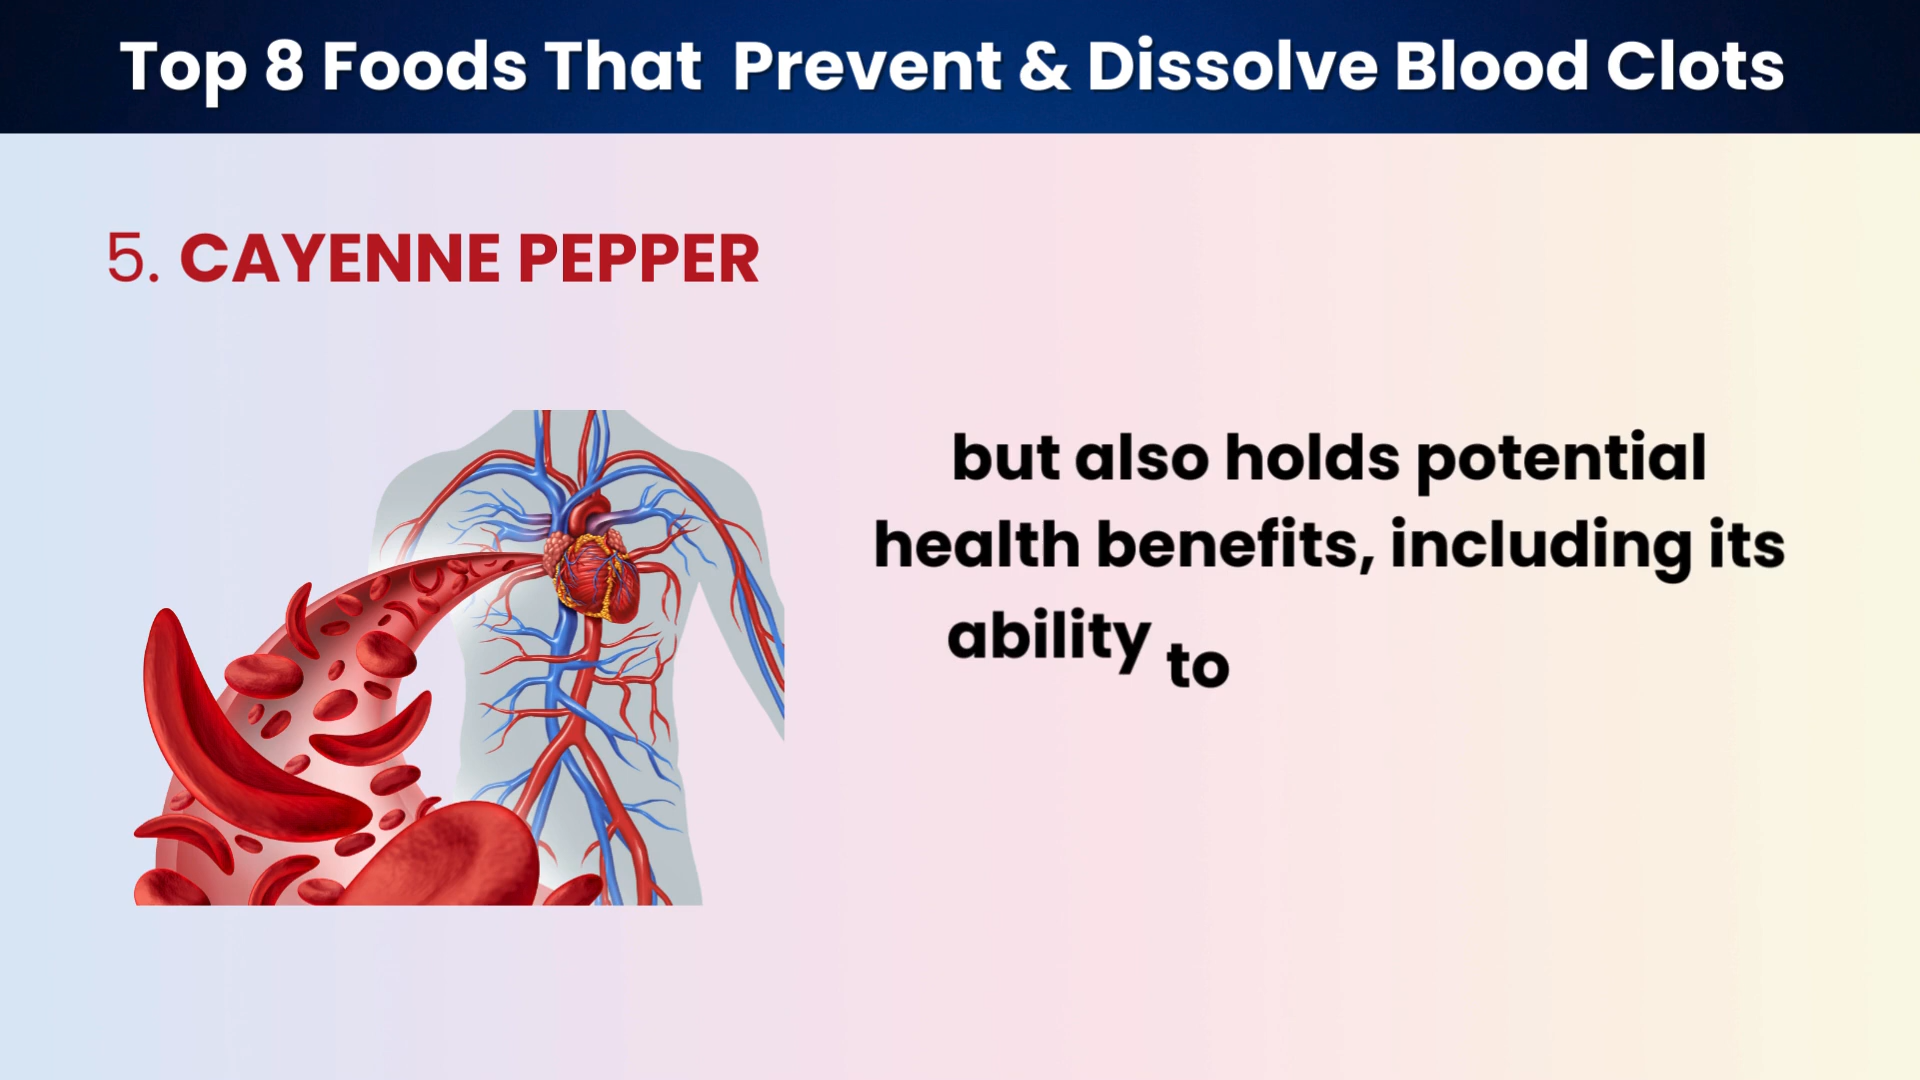 Top 8 Foods That Prevent & Dissolve Blood Clots
5. CAYENNE PEPPER
but also holds potential
health benefits, including its
ability to